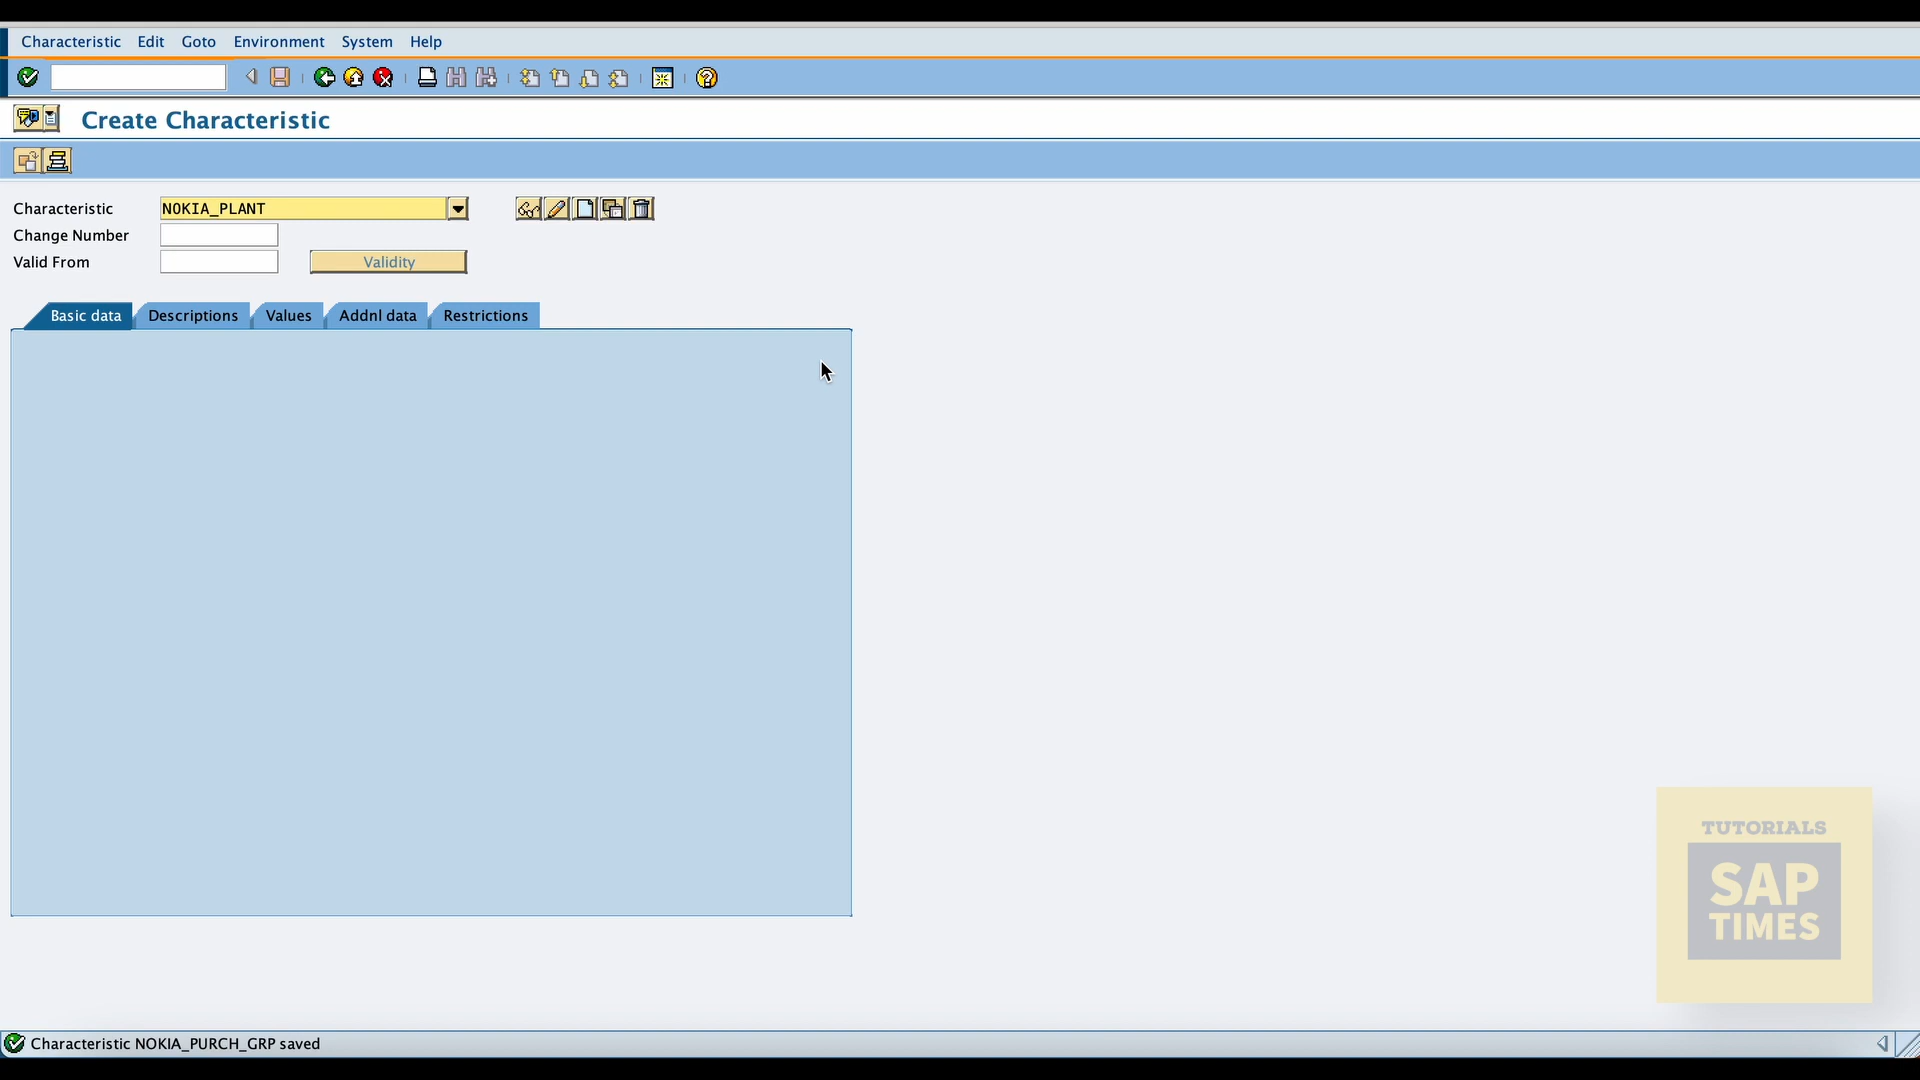 Characteristic Edit Goto Environment System Help
Create Characteristic
Characteristic NOKIA_PLANT
Change Number
Valid From Validity
Basic data Descriptions Values Addnl data Restrictions
TUTORIALS
SAP
TIMES
Characteristic NOKIA_PURCH_GRP saved